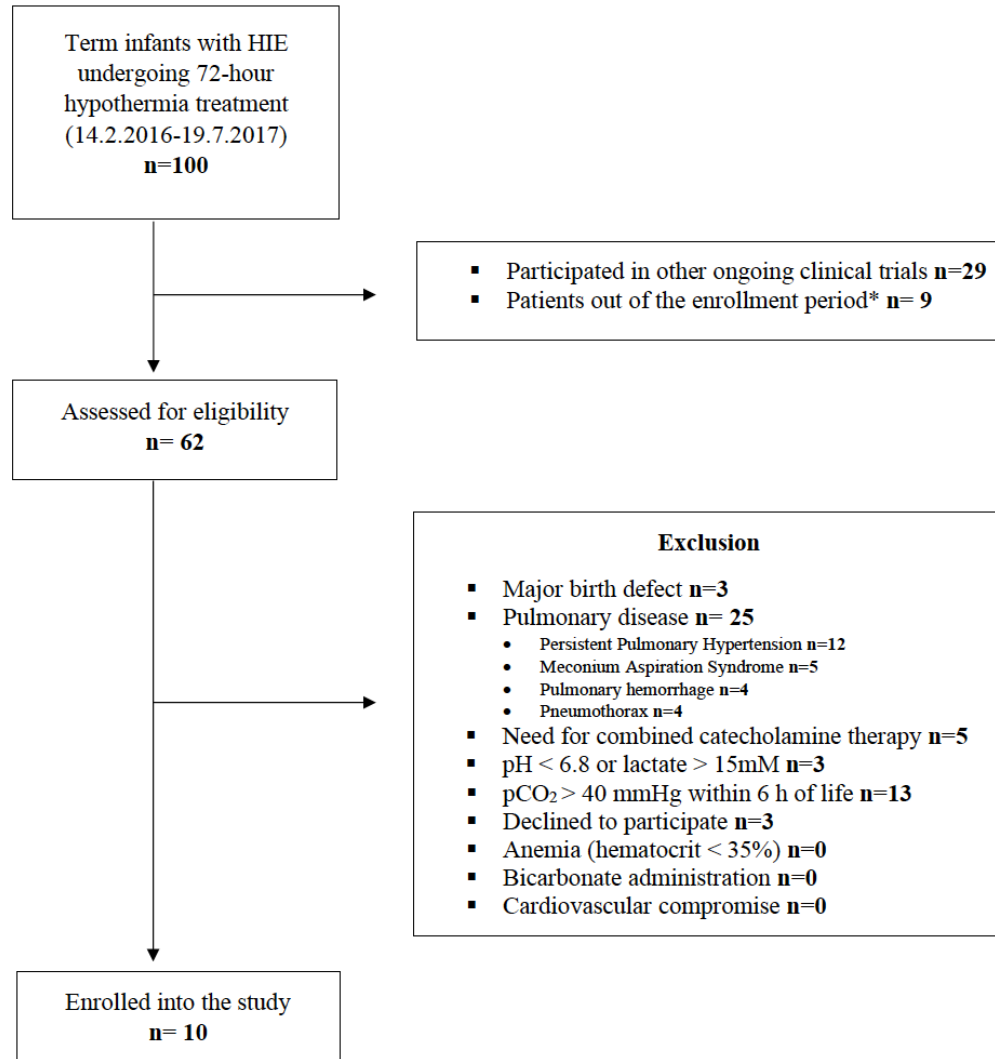 Term infants with HIE
undergoing 72-hour
hypothermia treatment
(14.2.2016-19.7.2017)
n=100
▪ Participated in other ongoing clinical trials n=29
▪ Patients out of the enrollment period* n= 9
Assessed for eligibility
n= 62
Exclusion
▪ Major birth defect n=3
▪ Pulmonary disease n= 25
• Persistent Pulmonary Hypertension n=12
• Meconium Aspiration Syndrome n=5
• Pulmonary hemorrhage n=4
• Pneumothorax n=4
▪ Need for combined catecholamine therapy n=5
▪ pH < 6.8 or lactate > 15mM n=3
▪ pCO₂ > 40 mmHg within 6 h of life n=13
▪ Declined to participate n=3
▪ Anemia (hematocrit < 35%) n=0
▪ Bicarbonate administration n=0
▪ Cardiovascular compromise n=0
Enrolled into the study
n= 10